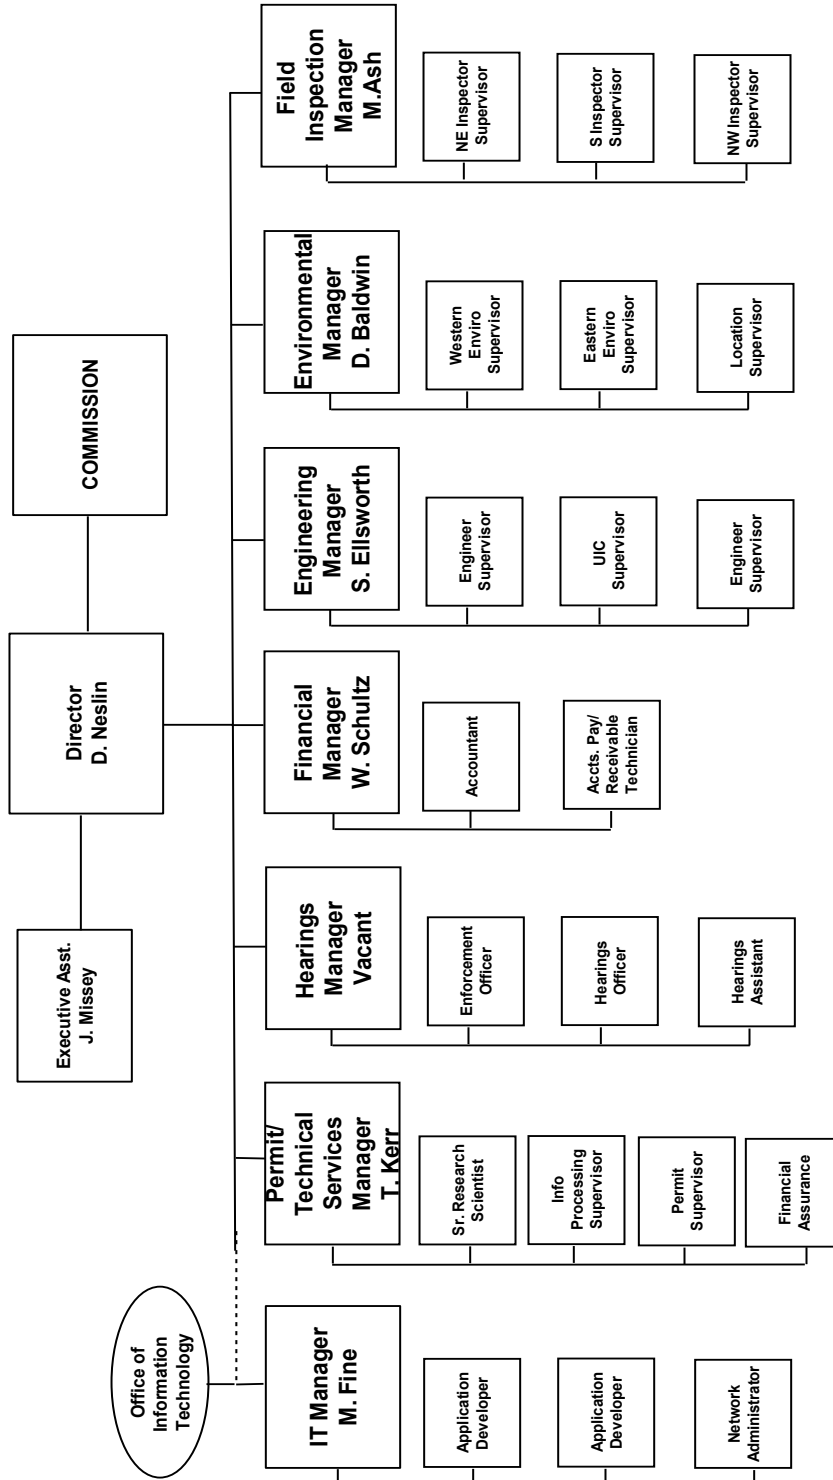 COMMISSION
Director
D. Neslin
Executive Asst.
J. Missey
Office of
Information
Technology
IT Manager
M. Fine
Application
Developer
Application
Developer
Network
Administrator
Permit/
Technical
Services
Manager
T. Kerr
Sr. Research
Scientist
Info
Processing
Supervisor
Permit
Supervisor
Financial
Assurance
Hearings
Manager
Vacant
Enforcement
Officer
Hearings
Officer
Hearings
Assistant
Financial
Manager
W. Schultz
Accountant
Accts. Pay/
Receivable
Technician
Engineering
Manager
S. Ellsworth
Engineer
Supervisor
UIC
Supervisor
Engineer
Supervisor
Environmental
Manager
D. Baldwin
Western
Enviro
Supervisor
Eastern
Enviro
Supervisor
Location
Supervisor
Field
Inspection
Manager
M.Ash
NE Inspector
Supervisor
S Inspector
Supervisor
NW Inspector
Supervisor